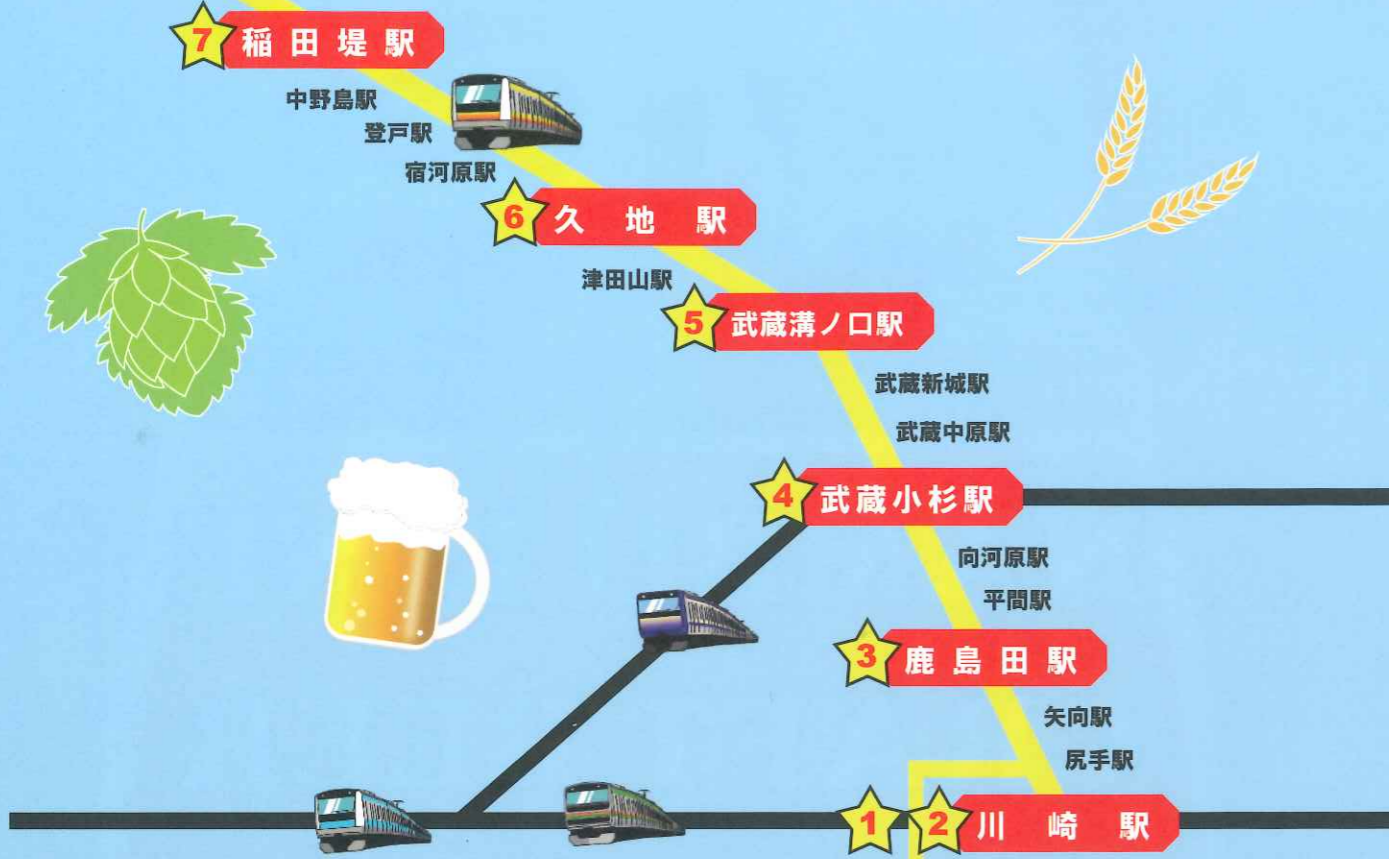 7 稲田堤駅
中野島駅
登戸駅
宿河原駅
6 久地駅
津田山駅
5 武蔵溝ノ口駅
武蔵新城駅
武蔵中原駅
4 武蔵小杉駅
向河原駅
平間駅
3 鹿島田駅
矢向駅
尻手駅
1 2 川崎駅